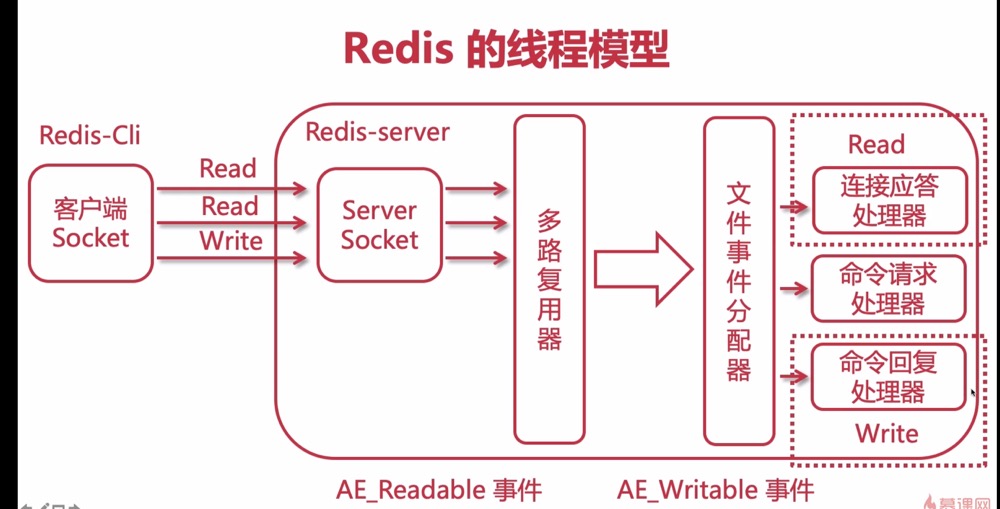 Redis 的线程模型
Redis-Cli
客户端
Socket
Read
Read
Write
Redis-server
Server
Socket
多路复用器
文件事件分配器
Read
连接应答
处理器
命令请求
处理器
命令回复
处理器
Write
AE_Readable 事件
AE_Writable 事件
慕课网